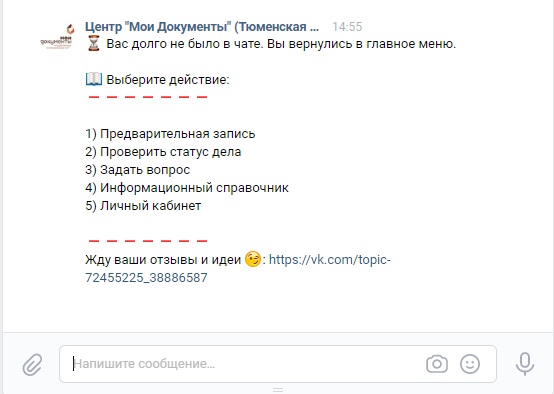 Центр "Мои Документы" (Тюменская ... 14:55
мои
документы
Вас долго не было в чате. Вы вернулись в главное меню.
Выберите действие:
1) Предварительная запись
2) Проверить статус дела
3) Задать вопрос
4) Информационный справочник
5) Личный кабинет
Жду ваши отзывы и идеи : https://vk.com/topic-
72455225_38886587
Напишите сообщение...